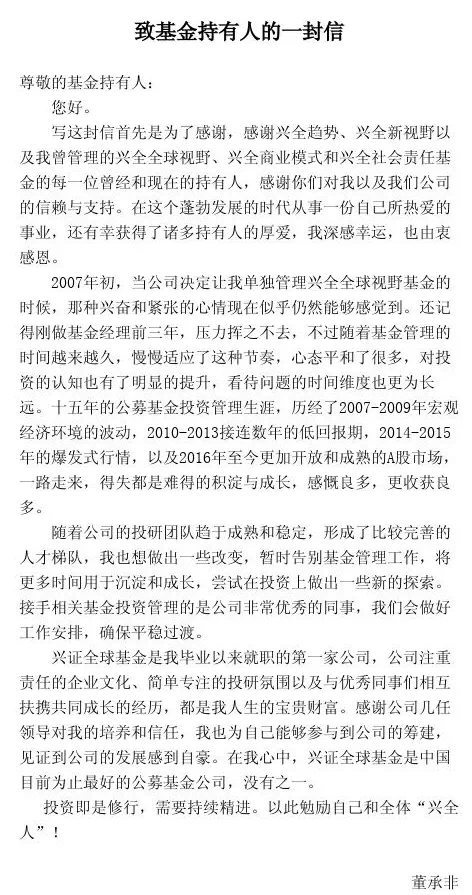 致基金持有人的一封信
尊敬的基金持有人：
您好。
写这封信首先是为了感谢，感谢兴全趋势、兴全新视野以
及我曾管理的兴全全球视野、兴全商业模式和兴全社会责任基
金的每一位曾经和现在的持有人，感谢你们对我以及我们公司
的信赖与支持。在这个蓬勃发展的时代从事一份自己所热爱的
事业，还有幸获得了诸多持有人的厚爱，我深感幸运，也由衷
感恩。
2007年初，当公司决定让我单独管理兴全全球视野基金的
时候，那种兴奋和紧张的心情现在似乎仍然能够感觉到。还记
得刚做基金经理前三年，压力挥之不去，不过随着基金管理的
时间越来越久，慢慢适应了这种节奏，心态平和了很多，对投
资的认知也有了明显的提升，看待问题的时间维度也更为长
远。十五年的公募基金投资管理生涯，历经了2007-2009年宏观
经济环境的波动，2010-2013接连数年的低回报期，2014-2015
年的爆发式行情，以及2016年至今更加开放和成熟的A股市场，
一路走来，得失都是难得的积淀与成长，感慨良多，更收获良
多。
随着公司的投研团队趋于成熟和稳定，形成了比较完善的
人才梯队，我也想做出一些改变，暂时告别基金管理工作，将
更多时间用于沉淀和成长，尝试在投资上做出一些新的探索。
接手相关基金投资管理的是公司非常优秀的同事，我们会做好
工作安排，确保平稳过渡。
兴证全球基金是我毕业以来就职的第一家公司，公司注重
责任的企业文化、简单专注的投研氛围以及与优秀同事们相互
扶携共同成长的经历，都是我人生的宝贵财富。感谢公司几任
领导对我的培养和信任，我也为自己能够参与到公司的筹建，
见证到公司的发展感到自豪。在我心中，兴证全球基金是中国
目前为止最好的公募基金公司，没有之一。
投资即是修行，需要持续精进。以此勉励自己和全体“兴全
人”！
董承非